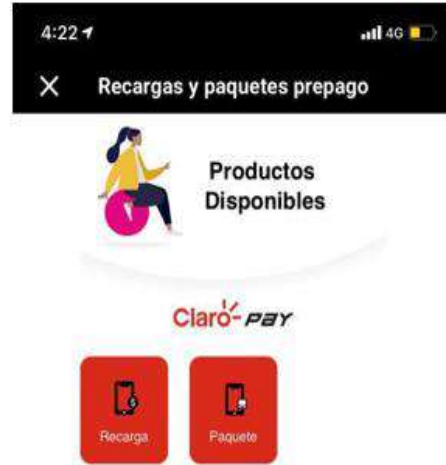 4:22
4G
Recargas y paquetes prepago
Productos
Disponibles
Claro-pay
Recarga
Paquete